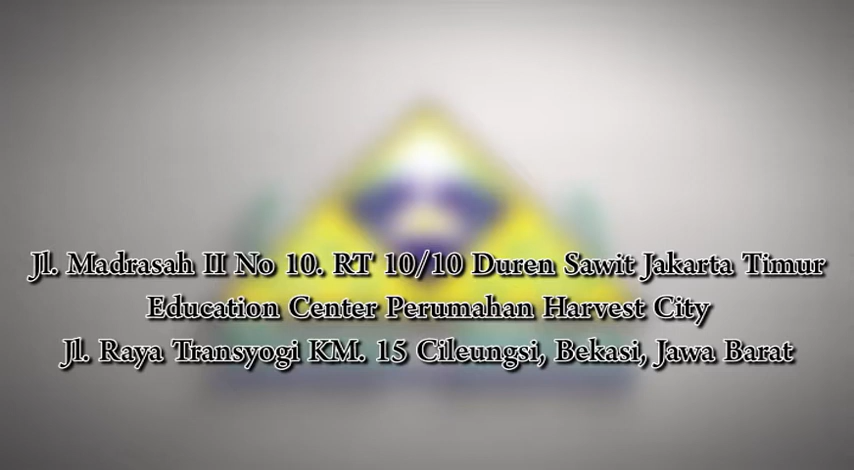 Jl. Madrasah II No 10. RT 10/10 Duren Sawit Jakarta Timur
Education Center Perumahan Harvest City
Jl. Raya Transyogi KM. 15 Cileungsi, Bekasi, Jawa Barat